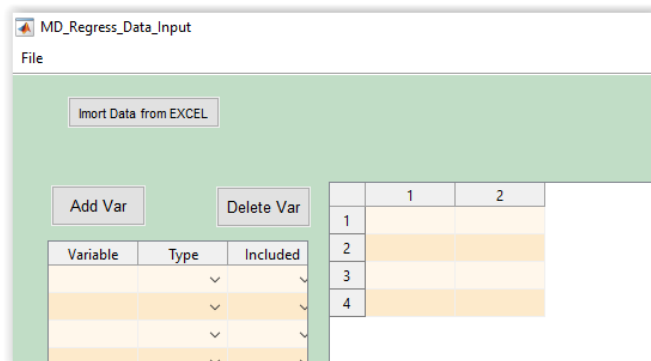 MD_Regress_Data_Input
File
Imort Data from EXCEL
Add Var
Delete Var
Variable Type Included
1 2
1
2
3
4